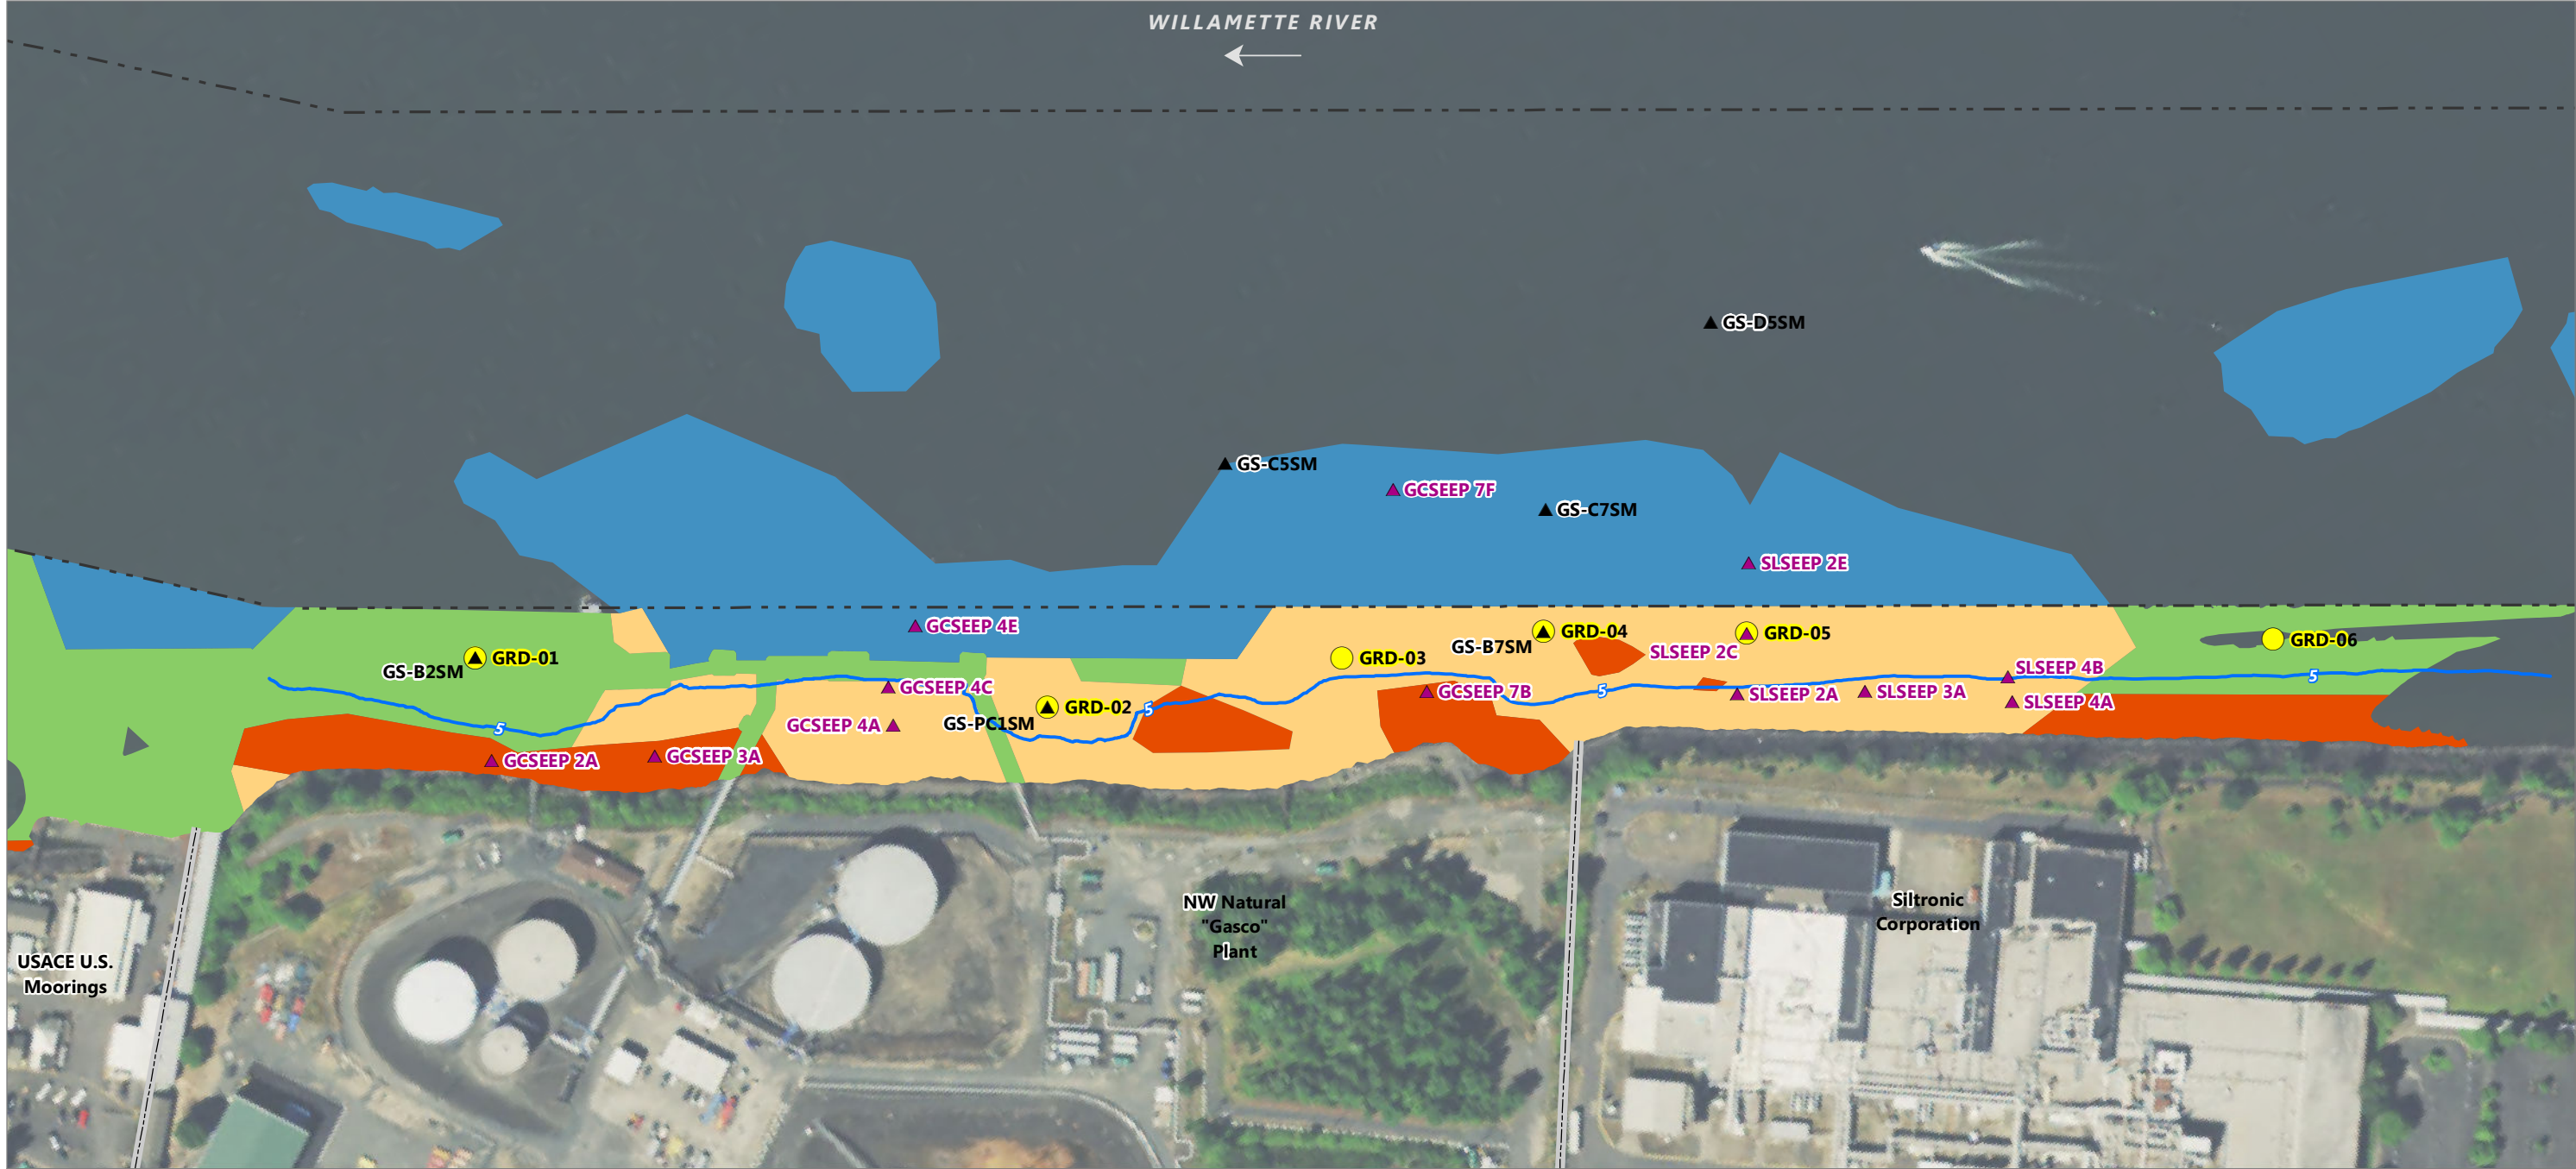 WILLAMETTE RIVER
GS-D5SM
GS-C5SM
GCSEEP 7F
GS-C7SM
SLSEEP 2E
GCSEEP 4E
GRD-04
GRD-05
GRD-06
GS-B7SM
SLSEEP 2C
GRD-01
GS-B2SM
GRD-03
SLSEEP 4B
5
GCSEEP 4C
GCSEEP 7B
5
SLSEEP 2A
SLSEEP 3A
SLSEEP 4A
GRD-02
5
GCSEEP 4A
GS-PC1SM
5
GCSEEP 2A
GCSEEP 3A
NW Natural
"Gasco"
Plant
Siltronic
Corporation
USACE U.S.
Moorings